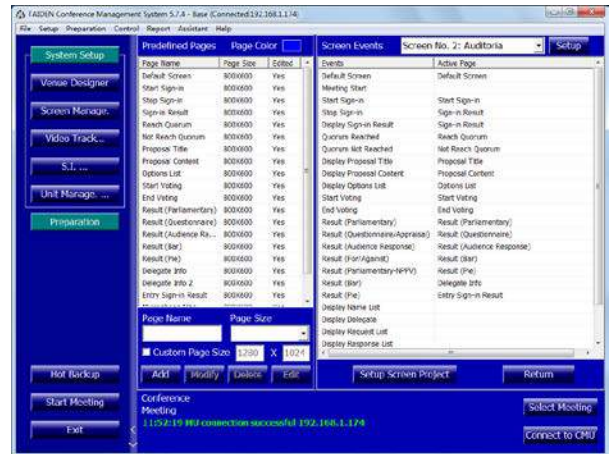 TAIDEN Conference Management System 5.7.4 - Base (Connected:192.168.1.174)
File Setup Preparation Control Report Assistant Help
System Setup
Venue Designer
Screen Manage.
Video Track...
S.I. ...
Unit Manage. ...
Preparation
Hot Backup
Start Meeting
Exit
Predefined Pages Page Color
Page Name Page Size Edited
Default Screen 800X600 Yes
Start Sign-in 800X600 Yes
Stop Sign-in 800X600 Yes
Sign-in Result 800X600 Yes
Reach Quorum 800X600 Yes
Not Reach Quorum 800X600 Yes
Proposal Title 800X600 Yes
Proposal Content 800X600 Yes
Options List 800X600 Yes
Start Voting 800X600 Yes
End Voting 800X600 Yes
Result (Parliamentary) 800X600 Yes
Result (Questionnaire) 800X600 Yes
Result (Audience Re... 800X600 Yes
Result (Bar) 800X600 Yes
Result (Pie) 800X600 Yes
Delegate Info 800X600 Yes
Delegate Info 2 800X600 Yes
Entry Sign-in Result 800X600 Yes
Page Name Page Size
Custom Page Size 1280 X 1024
Add Modify Delete Edit
Screen Events Screen No. 2: Auditoria Setup
Events Active Page
Default Screen Default Screen
Meeting Start
Start Sign-in Start Sign-in
Stop Sign-in Sign-in Result
Display Sign-in Result Sign-in Result
Quorum Reached Reach Quorum
Quorum Not Reached Not Reach Quorum
Display Proposal Title Proposal Title
Display Proposal Content Proposal Content
Display Options List Options List
Start Voting Start Voting
End Voting End Voting
Result (Parliamentary) Result (Parliamentary)
Result (Questionnaire/Appraisal) Result (Questionnaire)
Result (Audience Response) Result (Audience Response)
Result (For/Against) Result (Bar)
Result (Parliamentary-NPPV) Result (Pie)
Result (Bar) Delegate Info
Result (Pie) Entry Sign-in Result
Display Name List
Display Delegate
Display Request List
Display Response List
Setup Screen Project Return
Conference
Meeting
11:52:19 MU connection successful 192.168.1.174
Select Meeting
Connect to CMU